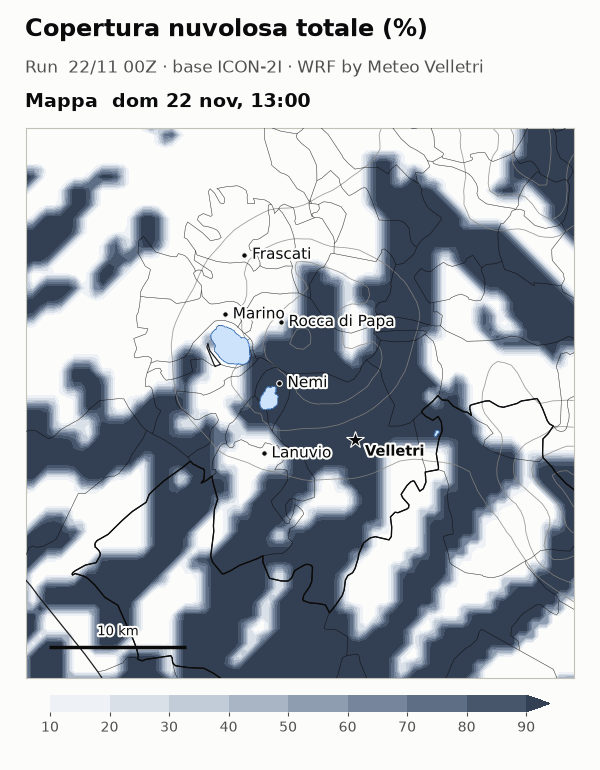 Copertura nuvolosa totale (%)
Run  22/11 00Z · base ICON-2I · WRF by Meteo Velletri
Mappa  dom 22 nov, 13:00
Frascati
Marino
Rocca di Papa
Nemi
Velletri
Lanuvio
10 km
10 20 30 40 50 60 70 80 90